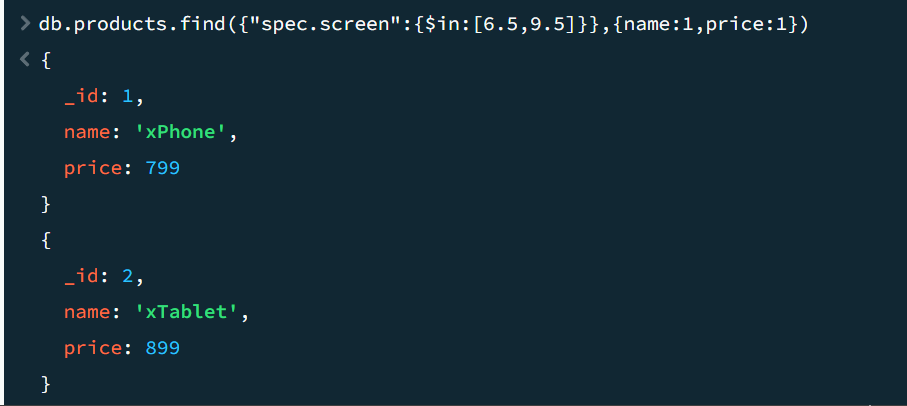 > db.products.find({"spec.screen":{$in:[6.5,9.5]}},{name:1,price:1})
< {
_id: 1,
name: 'xPhone',
price: 799
}
{
_id: 2,
name: 'xTablet',
price: 899
}